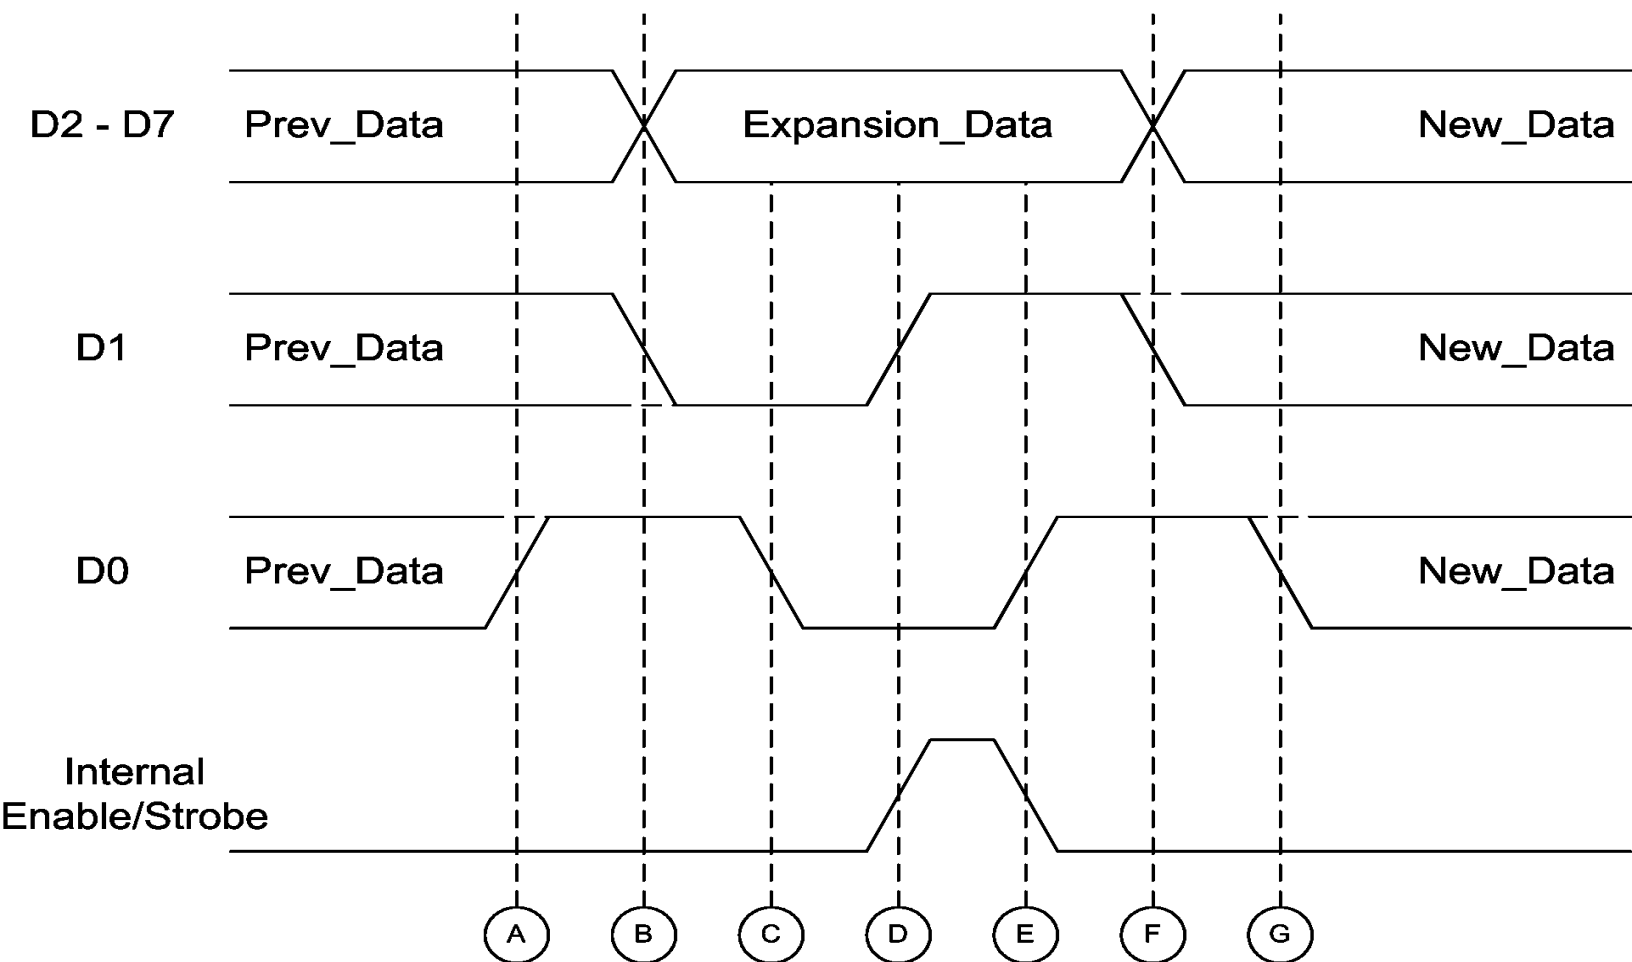 D2 - D7 Prev_Data Expansion_Data New_Data
D1 Prev_Data New_Data
D0 Prev_Data New_Data
Internal
Enable/Strobe
A B C D E F G